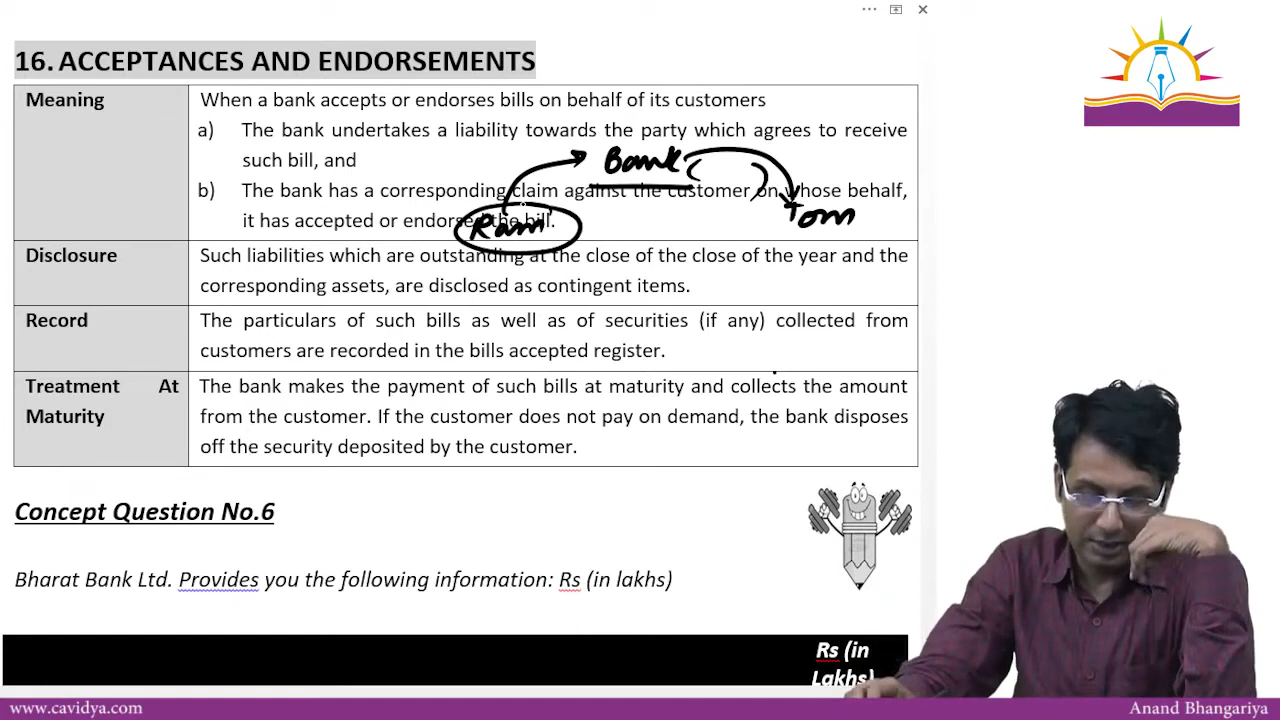 16. ACCEPTANCES AND ENDORSEMENTS
Meaning
When a bank accepts or endorses bills on behalf of its customers
a) The bank undertakes a liability towards the party which agrees to receive
such bill, and
b) The bank has a corresponding claim against the customer on whose behalf,
it has accepted or endorsed the bill.
Bank
Ram
Tom
Disclosure
Such liabilities which are outstanding at the close of the close of the year and the
corresponding assets, are disclosed as contingent items.
Record
The particulars of such bills as well as of securities (if any) collected from
customers are recorded in the bills accepted register.
Treatment At
Maturity
The bank makes the payment of such bills at maturity and collects the amount
from the customer. If the customer does not pay on demand, the bank disposes
off the security deposited by the customer.
Concept Question No.6
Bharat Bank Ltd. Provides you the following information: Rs (in lakhs)
Rs (in
Lakhs)
www.cavidya.com
Anand Bhangariya